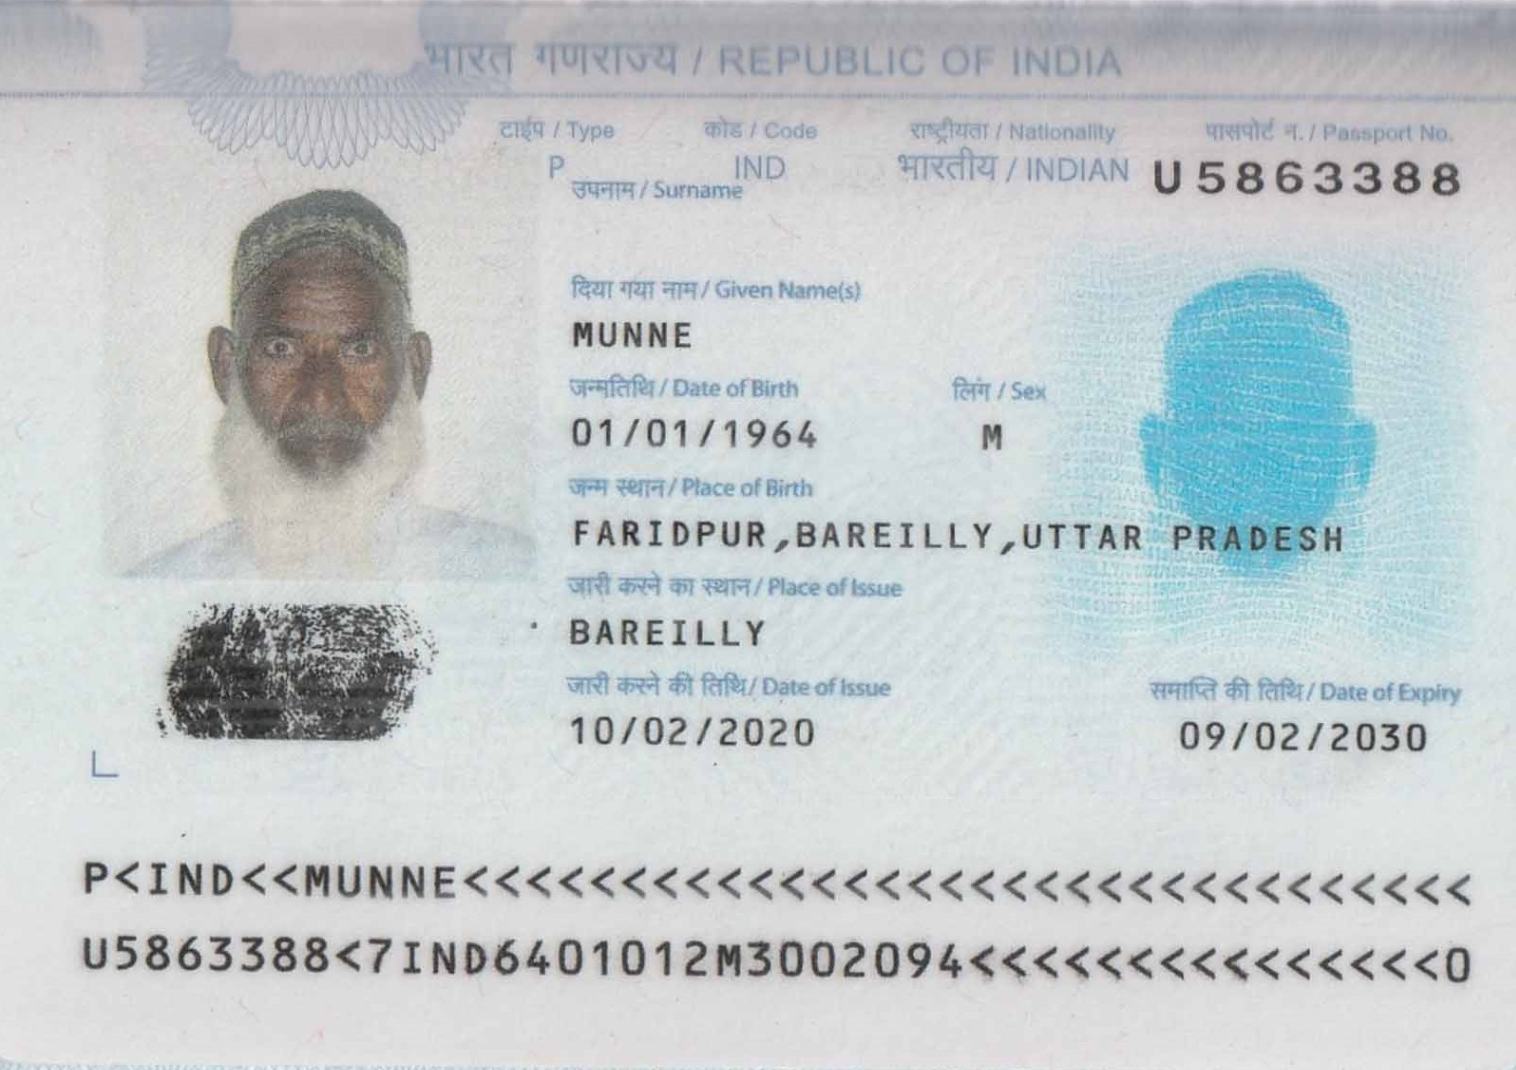 भारत गणराज्य / REPUBLIC OF INDIA
टाईप / Type कोड / Code राष्ट्रीयता / Nationality पासपोर्ट न. / Passport No.
P IND भारतीय / INDIAN U5863388
उपनाम / Surname
दिया गया नाम / Given Name(s)
MUNNE
जन्मतिथि / Date of Birth लिंग / Sex
01/01/1964 M
जन्म स्थान / Place of Birth
FARIDPUR,BAREILLY,UTTAR PRADESH
जारी करने का स्थान / Place of Issue
BAREILLY
जारी करने की तिथि / Date of Issue समाप्ति की तिथि / Date of Expiry
10/02/2020 09/02/2030
P<IND<<MUNNE<<<<<<<<<<<<<<<<<<<<<<<<<<<<<<<<
U5863388<7IND6401012M3002094<<<<<<<<<<<<<<<0